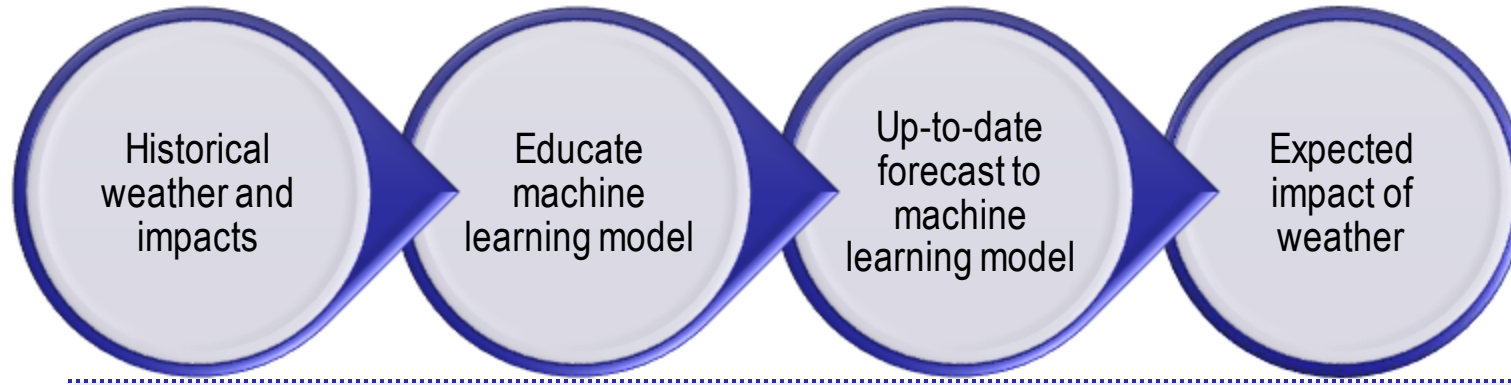 Historical
weather and
impacts
Educate
machine
learning model
Up-to-date
forecast to
machine
learning model
Expected
impact of
weather